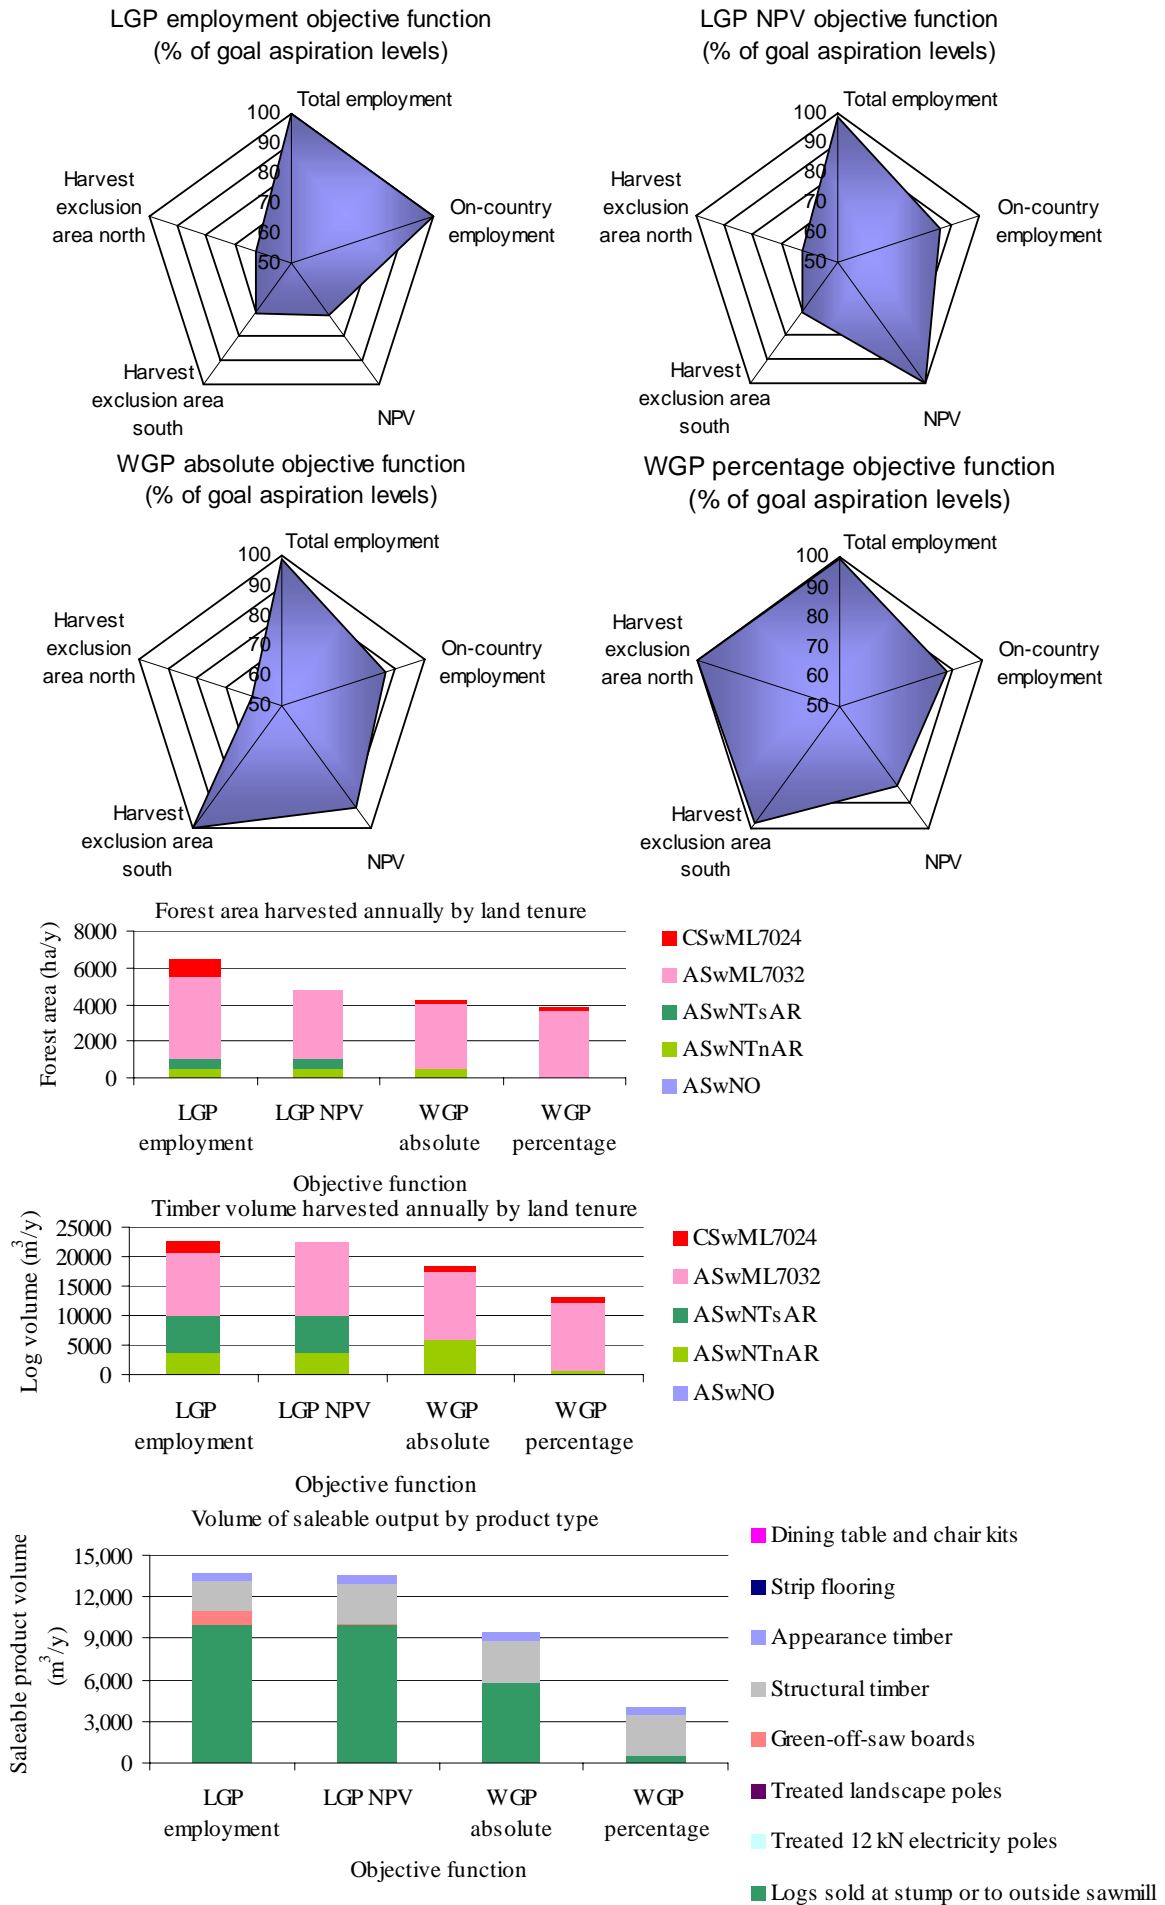 LGP employment objective function
(% of goal aspiration levels)
Total employment
100
90
80
70
60
50
Harvest
exclusion
area north
On-country
employment
Harvest
exclusion area
south
NPV
LGP NPV objective function
(% of goal aspiration levels)
Total employment
100
90
80
70
60
50
Harvest
exclusion
area north
On-country
employment
Harvest
exclusion area
south
NPV
WGP absolute objective function
(% of goal aspiration levels)
Total employment
100
90
80
70
60
50
Harvest
exclusion
area north
On-country
employment
Harvest
exclusion area
south
NPV
WGP percentage objective function
(% of goal aspiration levels)
Total employment
100
90
80
70
60
50
Harvest
exclusion
area north
On-country
employment
Harvest
exclusion area
south
NPV
Forest area harvested annually by land tenure
Forest area (ha/y)
8000
6000
4000
2000
0
LGP
employment
LGP NPV
WGP
absolute
WGP
percentage
Objective function
CSwML7024
ASwML7032
ASwNTsAR
ASwNTnAR
ASwNO
Timber volume harvested annually by land tenure
Log volume (m³/y)
25000
20000
15000
10000
5000
0
LGP
employment
LGP NPV
WGP
absolute
WGP
percentage
Objective function
CSwML7024
ASwML7032
ASwNTsAR
ASwNTnAR
ASwNO
Volume of saleable output by product type
Saleable product volume
(m³/y)
15,000
12,000
9,000
6,000
3,000
0
LGP
employment
LGP NPV
WGP
absolute
WGP
percentage
Objective function
Dining table and chair kits
Strip flooring
Appearance timber
Structural timber
Green-off-saw boards
Treated landscape poles
Treated 12 kN electricity poles
Logs sold at stump or to outside sawmill